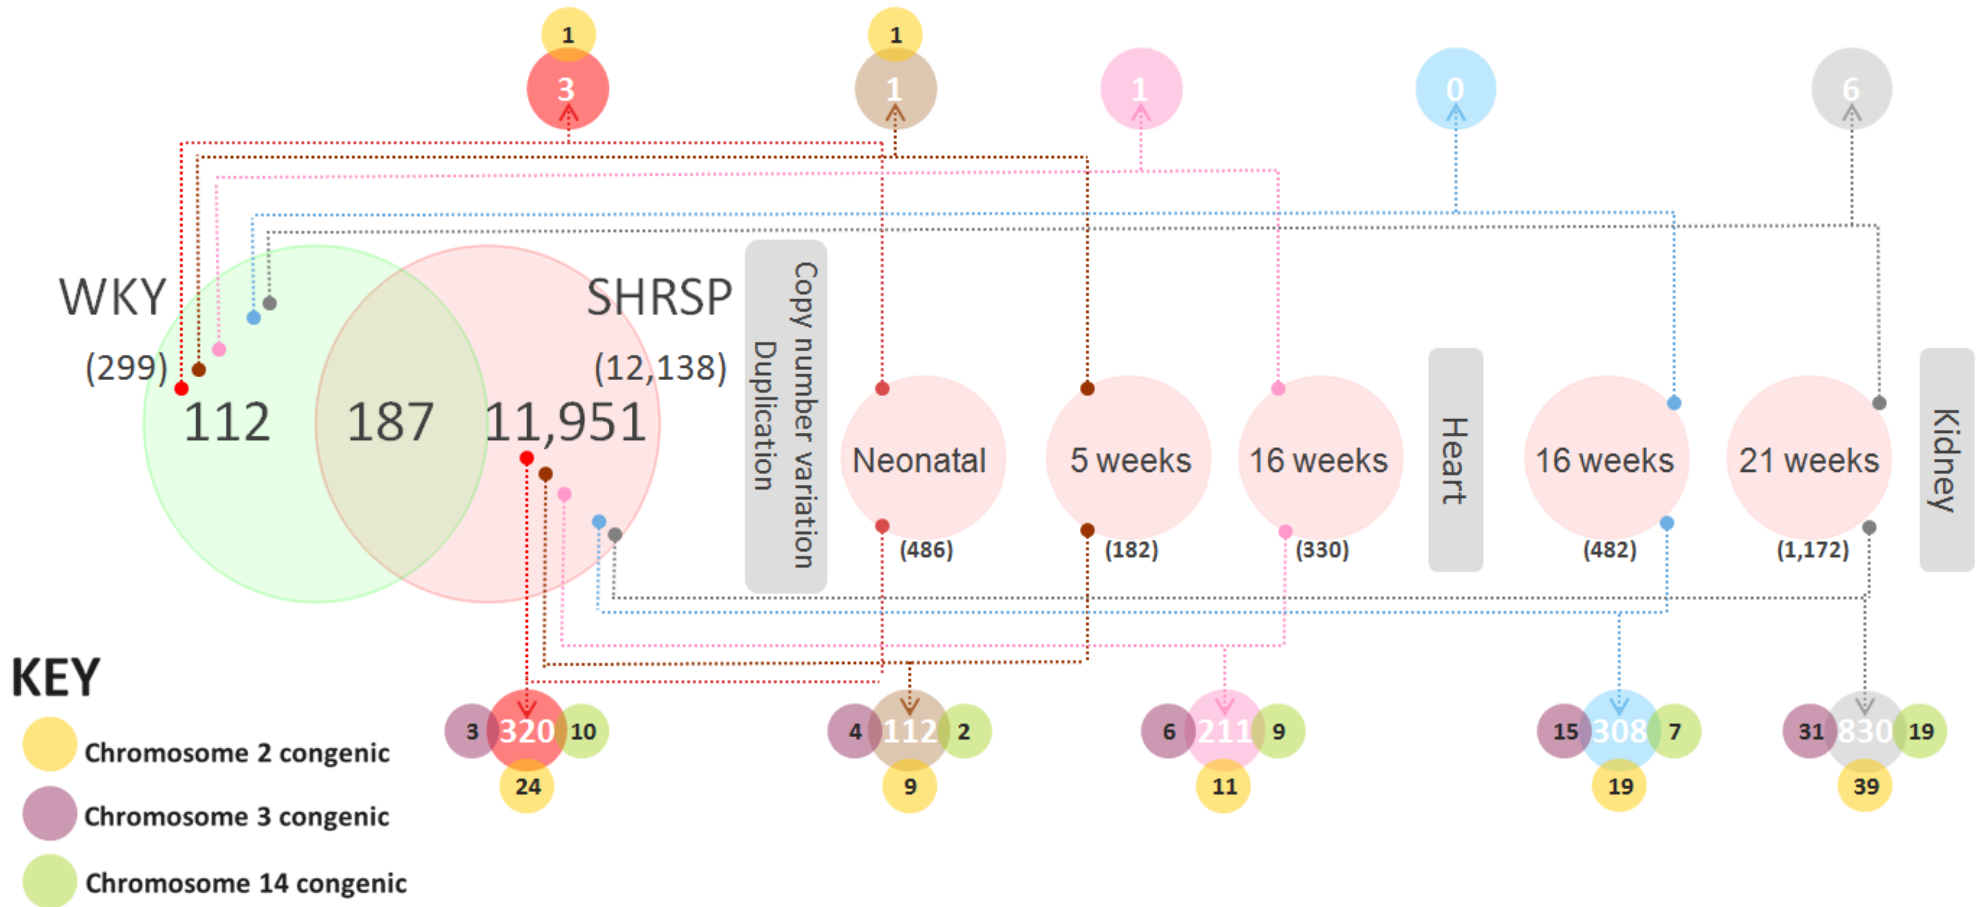 1
1
3
1
1
0
6
WKY
(299)
112
187
SHRSP
(12,138)
11,951
Copy number variation
Duplication
Neonatal
(486)
5 weeks
(182)
16 weeks
(330)
Heart
16 weeks
(482)
21 weeks
(1,172)
Kidney
3
320
10
24
4
112
2
9
6
211
9
11
15
308
7
19
31
830
19
39
KEY
Chromosome 2 congenic
Chromosome 3 congenic
Chromosome 14 congenic